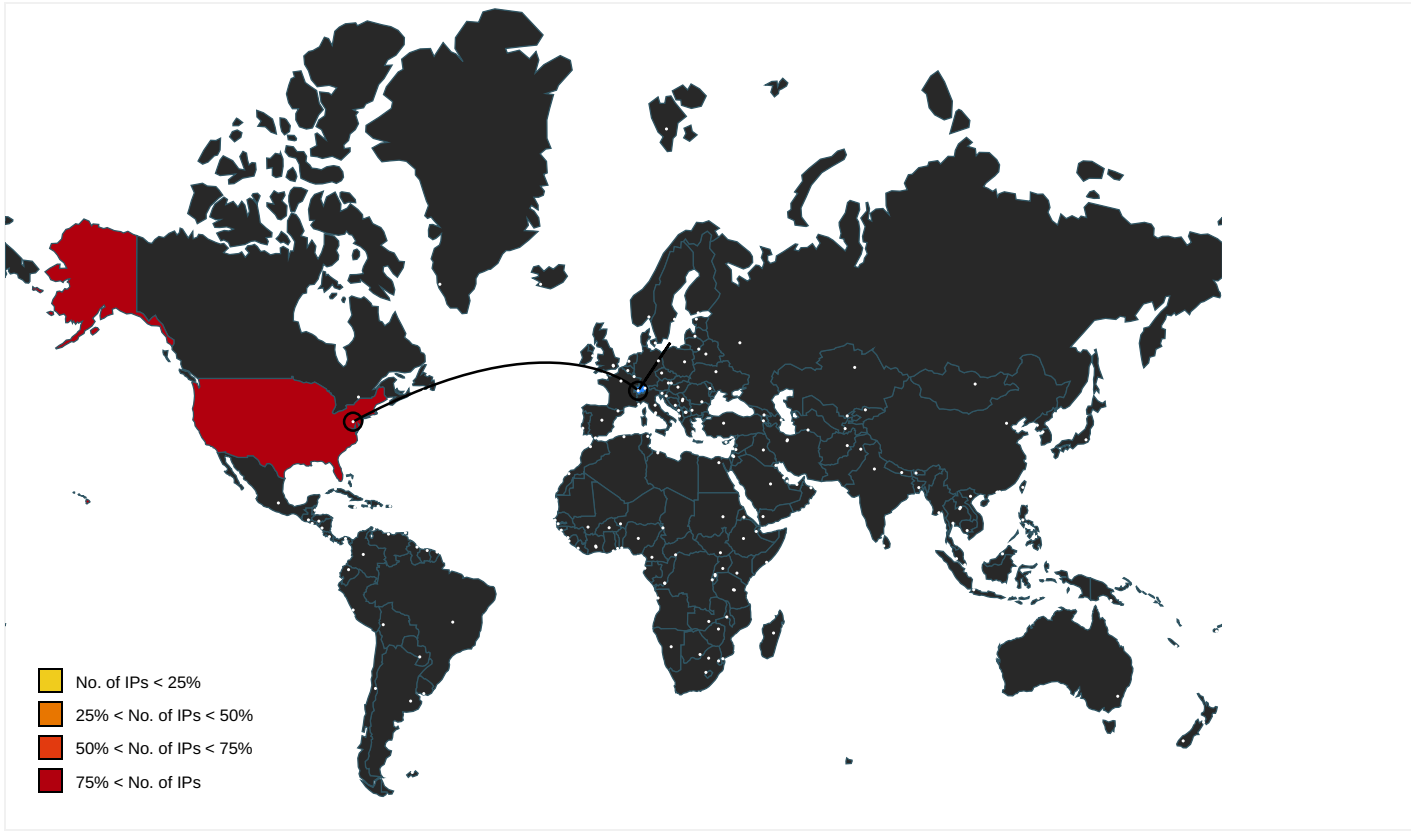 No. of IPs < 25%
25% < No. of IPs < 50%
50% < No. of IPs < 75%
75% < No. of IPs